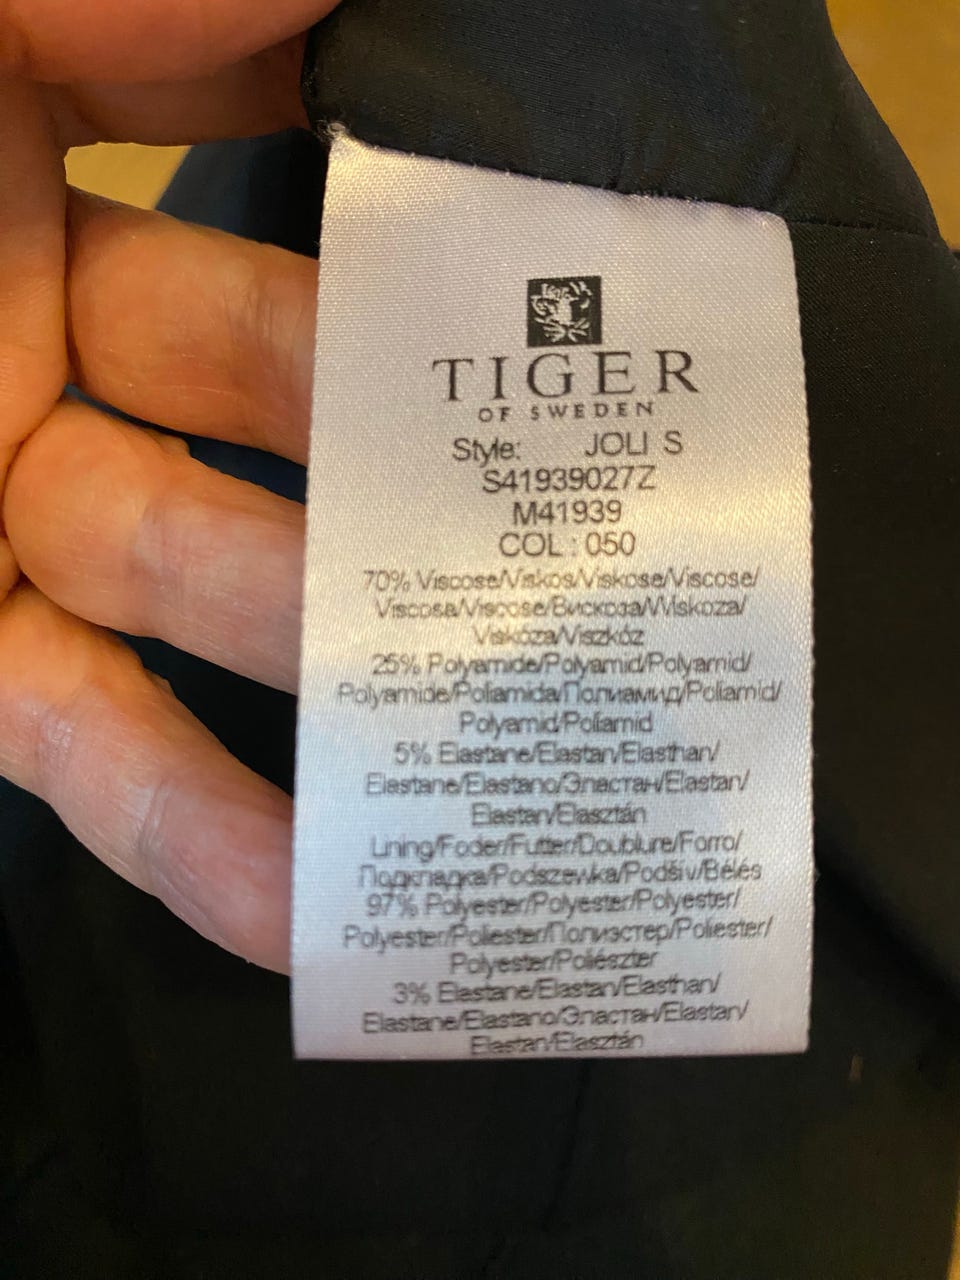 TIGER
OF SWEDEN
Style: JOLI S
S41939027Z
M41939
COL : 050
70% Viscose/Viskos/Viskose/Viscose/
Viscosa/Viscose/Вискоза/Wiskoza/
Viskóza/Viszkóz
25% Polyamide/Polyamid/Polyamid/
Polyamide/Poliamida/Полиамид/Poliamid/
Polyamid/Poliamid
5% Elastane/Elastan/Elasthan/
Elastane/Elastano/Эластан/Elastan/
Elastan/Elasztán
Lining/Foder/Futter/Doublure/Forro/
Подкладка/Podszewka/Podšív/Bélés
97% Polyester/Polyester/Polyester/
Polyester/Poliester/Полиэстер/Poliester/
Polyester/Poliészter
3% Elastane/Elastan/Elasthan/
Elastane/Elastano/Эластан/Elastan/
Elastan/Elasztán